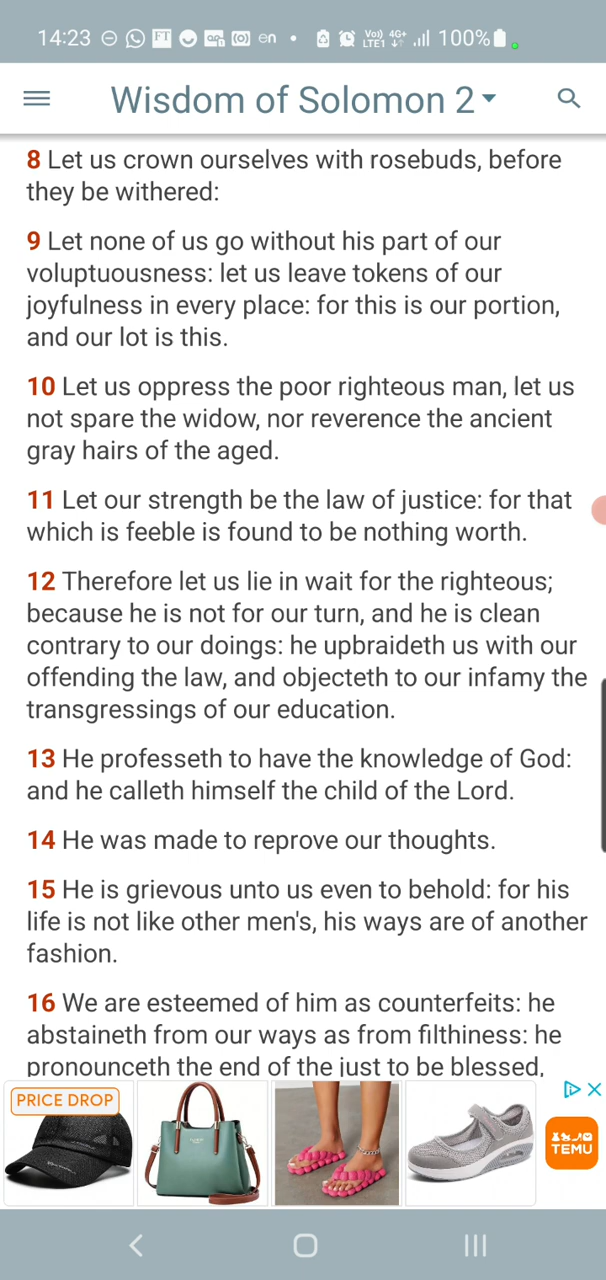 14:23 FT en • Vo) 4G+ LTE1 100%
Wisdom of Solomon 2
8 Let us crown ourselves with rosebuds, before
they be withered:
9 Let none of us go without his part of our
voluptuousness: let us leave tokens of our
joyfulness in every place: for this is our portion,
and our lot is this.
10 Let us oppress the poor righteous man, let us
not spare the widow, nor reverence the ancient
gray hairs of the aged.
11 Let our strength be the law of justice: for that
which is feeble is found to be nothing worth.
12 Therefore let us lie in wait for the righteous;
because he is not for our turn, and he is clean
contrary to our doings: he upbraideth us with our
offending the law, and objecteth to our infamy the
transgressings of our education.
13 He professeth to have the knowledge of God:
and he calleth himself the child of the Lord.
14 He was made to reprove our thoughts.
15 He is grievous unto us even to behold: for his
life is not like other men's, his ways are of another
fashion.
16 We are esteemed of him as counterfeits: he
abstaineth from our ways as from filthiness: he
pronounceth the end of the just to be blessed,
PRICE DROP
TEMU